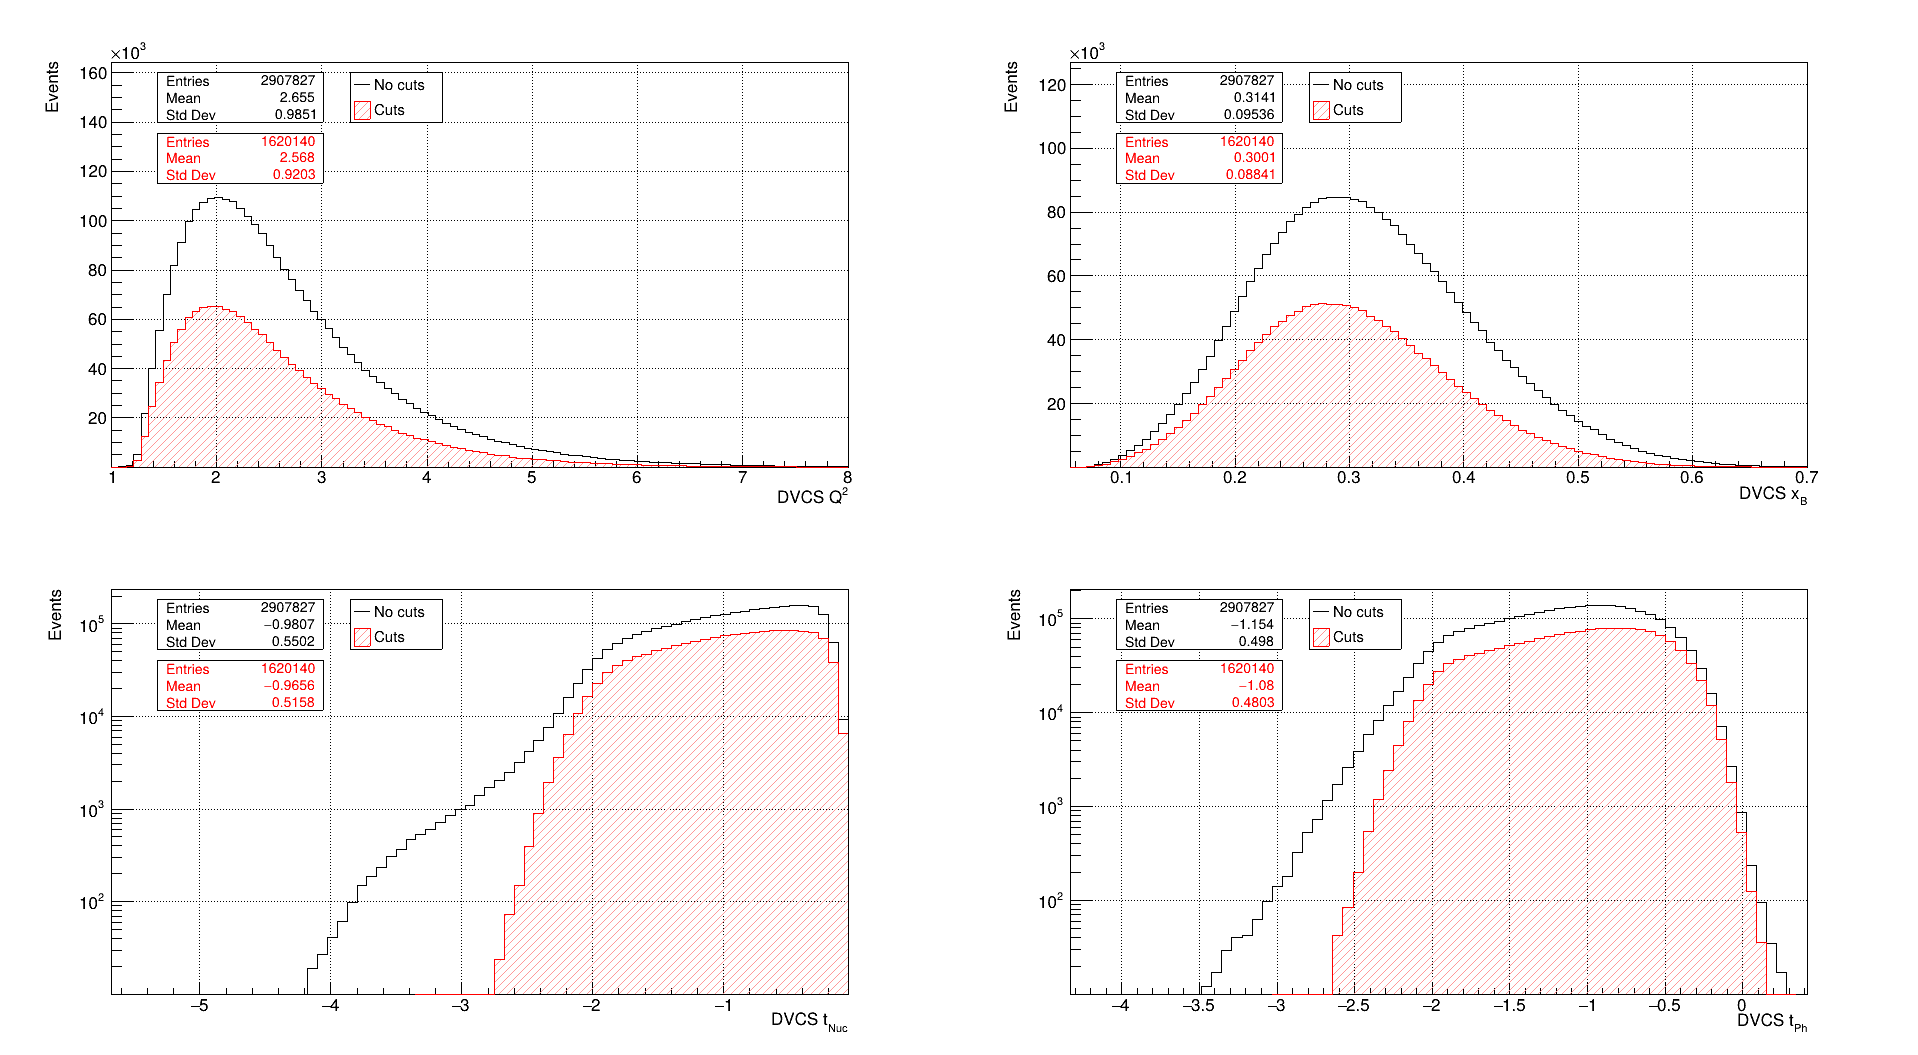 ×10³
Events
160
140
120
100
80
60
40
20
Entries 2907827
Mean 2.655
Std Dev 0.9851
Entries 1620140
Mean 2.568
Std Dev 0.9203
No cuts
Cuts
1 2 3 4 5 6 7 8
DVCS Q²
×10³
Events
120
100
80
60
40
20
Entries 2907827
Mean 0.3141
Std Dev 0.09536
Entries 1620140
Mean 0.3001
Std Dev 0.08841
No cuts
Cuts
0.1 0.2 0.3 0.4 0.5 0.6 0.7
DVCS x_B
Events
10⁵
10⁴
10³
10²
Entries 2907827
Mean −0.9807
Std Dev 0.5502
Entries 1620140
Mean −0.9656
Std Dev 0.5158
No cuts
Cuts
−5 −4 −3 −2 −1
DVCS t_Nuc
Events
10⁵
10⁴
10³
10²
Entries 2907827
Mean −1.154
Std Dev 0.498
Entries 1620140
Mean −1.08
Std Dev 0.4803
No cuts
Cuts
−4 −3.5 −3 −2.5 −2 −1.5 −1 −0.5 0
DVCS t_Ph